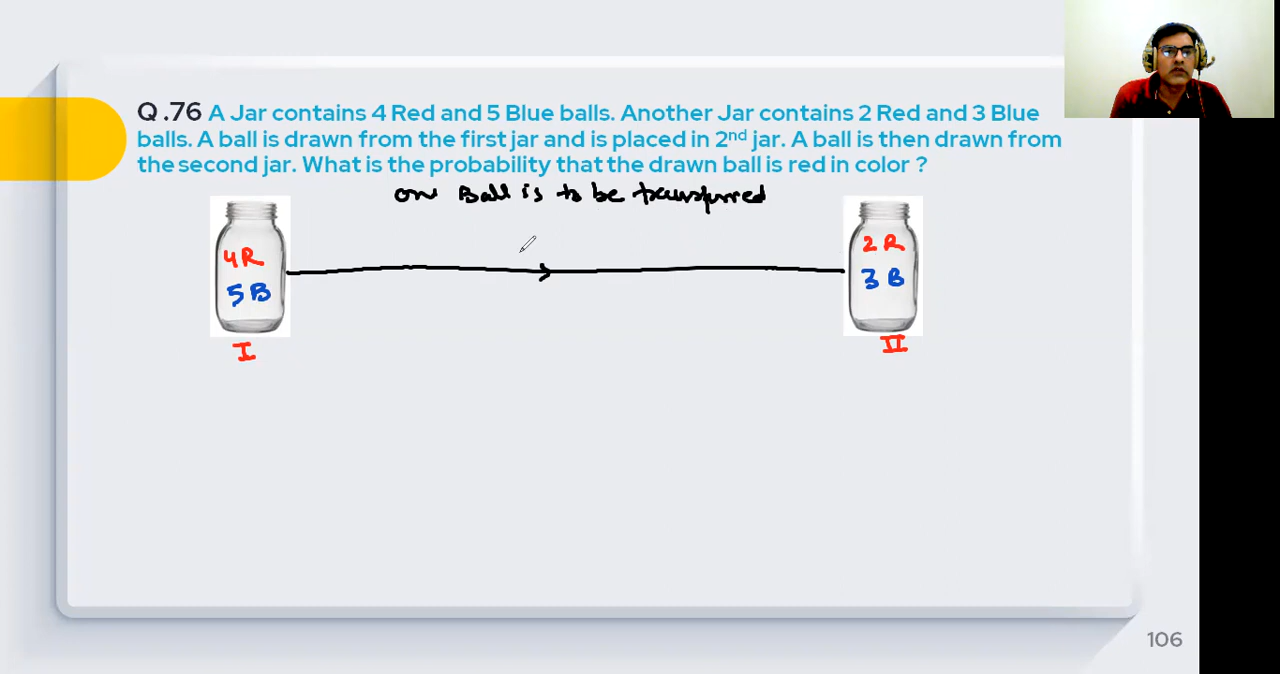 Q .76 A Jar contains 4 Red and 5 Blue balls. Another Jar contains 2 Red and 3 Blue
balls. A ball is drawn from the first jar and is placed in 2nd jar. A ball is then drawn from
the second jar. What is the probability that the drawn ball is red in color ?
one Ball is to be transferred
4R
5B
I
2R
3B
II
106